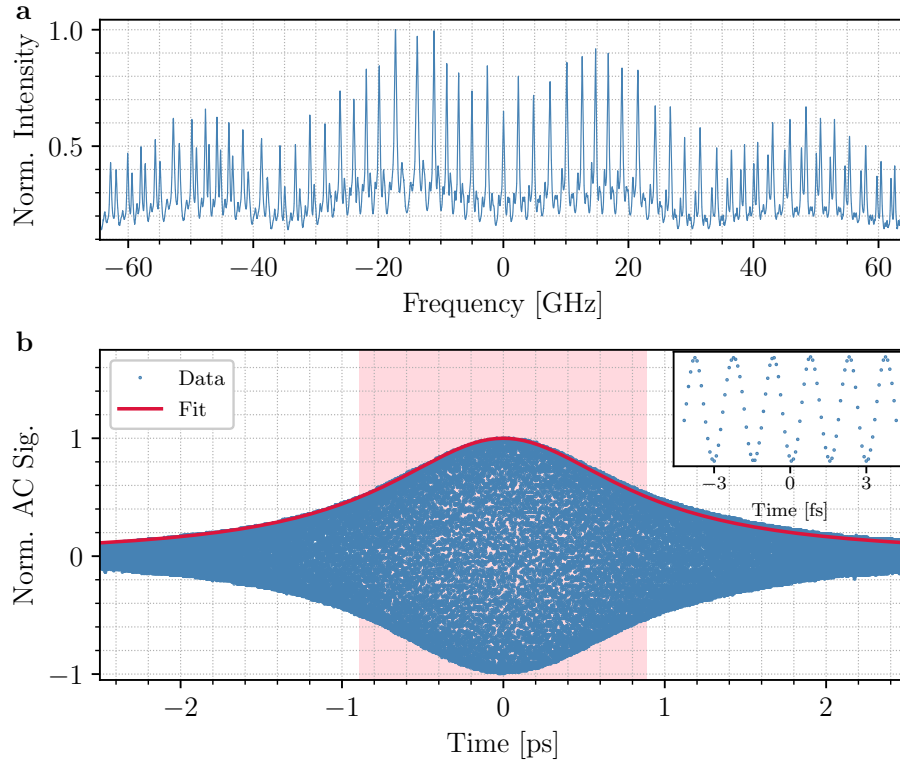 a
1.0
0.5
Norm. Intensity
−60 −40 −20 0 20 40 60
Frequency [GHz]
b
Data
Fit
1
0
−1
Norm. AC Sig.
−3 0 3
Time [fs]
−2 −1 0 1 2
Time [ps]